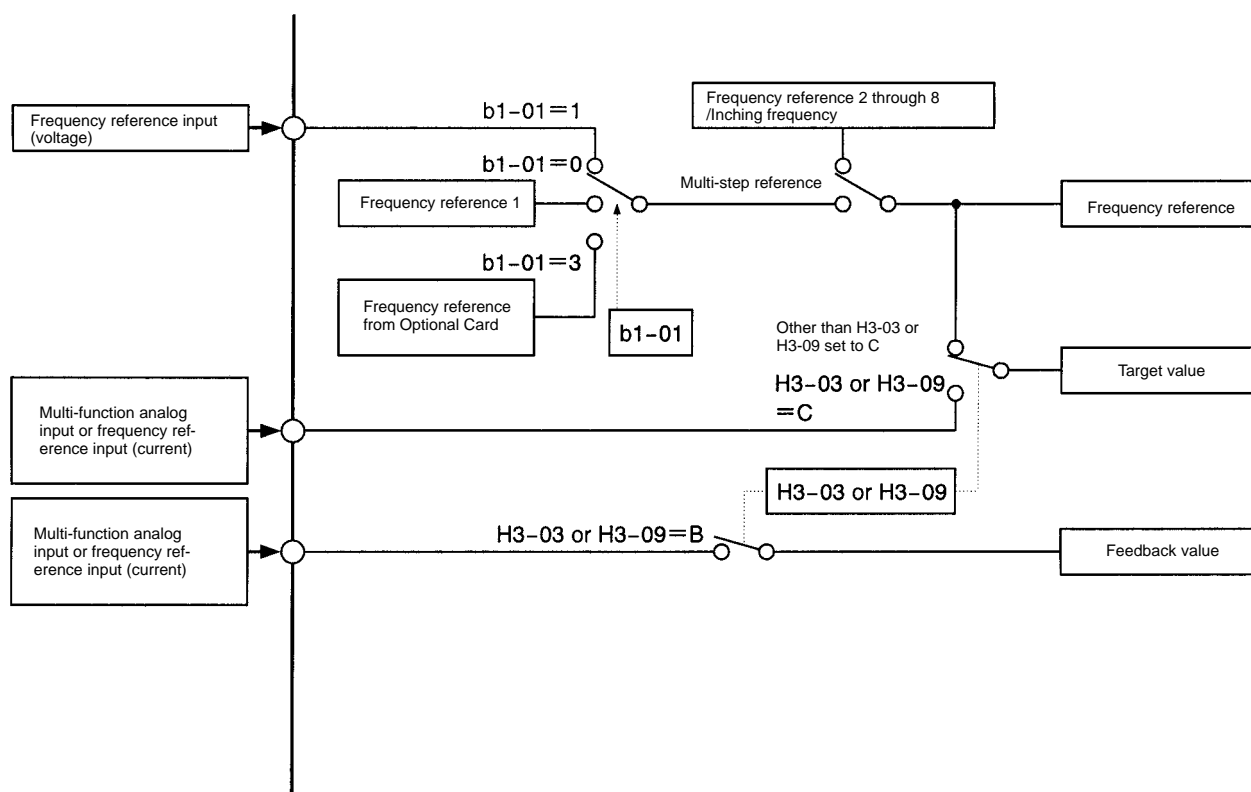 Frequency reference input
(voltage)
b1-01=1
Frequency reference 2 through 8
/Inching frequency
b1-01=0
Multi-step reference
Frequency reference 1
Frequency reference
b1-01=3
Frequency reference
from Optional Card
b1-01
Other than H3-03 or
H3-09 set to C
Target value
H3-03 or H3-09
=C
Multi-function analog
input or frequency ref-
erence input (current)
H3-03 or H3-09
Multi-function analog
input or frequency ref-
erence input (current)
H3-03 or H3-09=B
Feedback value